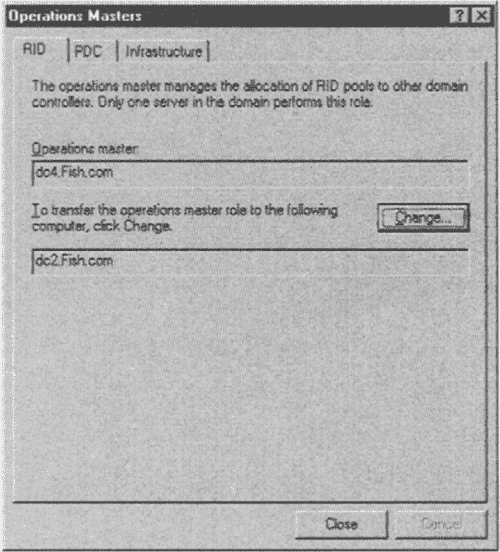 Operations Masters
RID
PDC
Infrastructure
The operations master manages the allocation of RID pools to other domain
controllers. Only one server in the domain performs this role.
Operations master:
dc4.Fish.com
To transfer the operations master role to the following
computer, click Change.
Change...
dc2.Fish.com
Close
Cancel